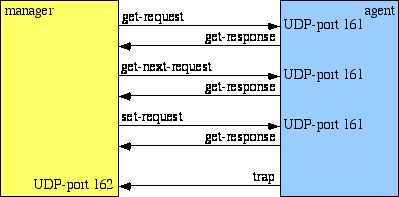 manager
agent
get-request
UDP-port 161
get-response
get-next-request
UDP-port 161
get-response
set-request
UDP-port 161
get-response
trap
UDP-port 162